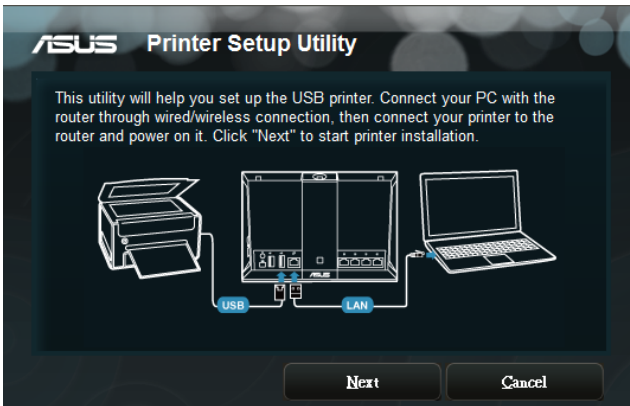 ASUS Printer Setup Utility
This utility will help you set up the USB printer. Connect your PC with the
router through wired/wireless connection, then connect your printer to the
router and power on it. Click "Next" to start printer installation.
ASUS
USB
LAN
Next
Cancel